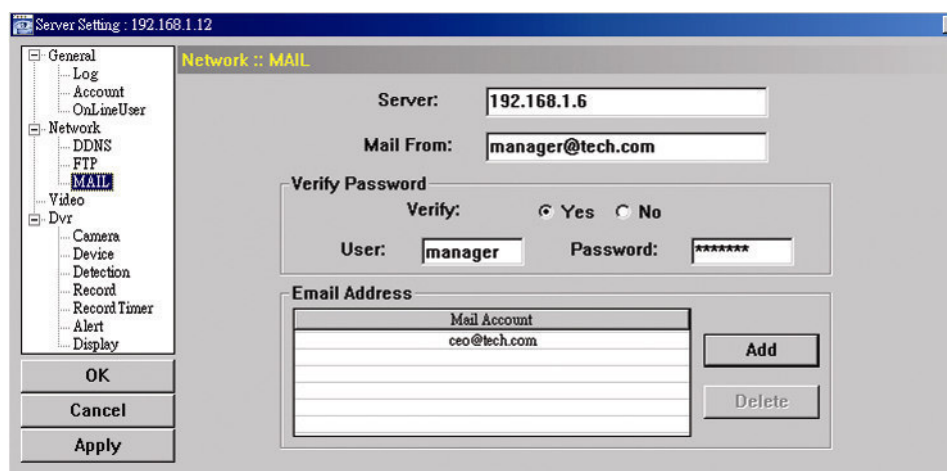 Server Setting : 192.168.1.12
General
Log
Account
OnLineUser
Network
DDNS
FTP
MAIL
Video
Dvr
Camera
Device
Detection
Record
Record Timer
Alert
Display
OK
Cancel
Apply
Network :: MAIL
Server: 192.168.1.6
Mail From: manager@tech.com
Verify Password
Verify: Yes No
User: manager Password: *******
Email Address
Mail Account
ceo@tech.com
Add
Delete